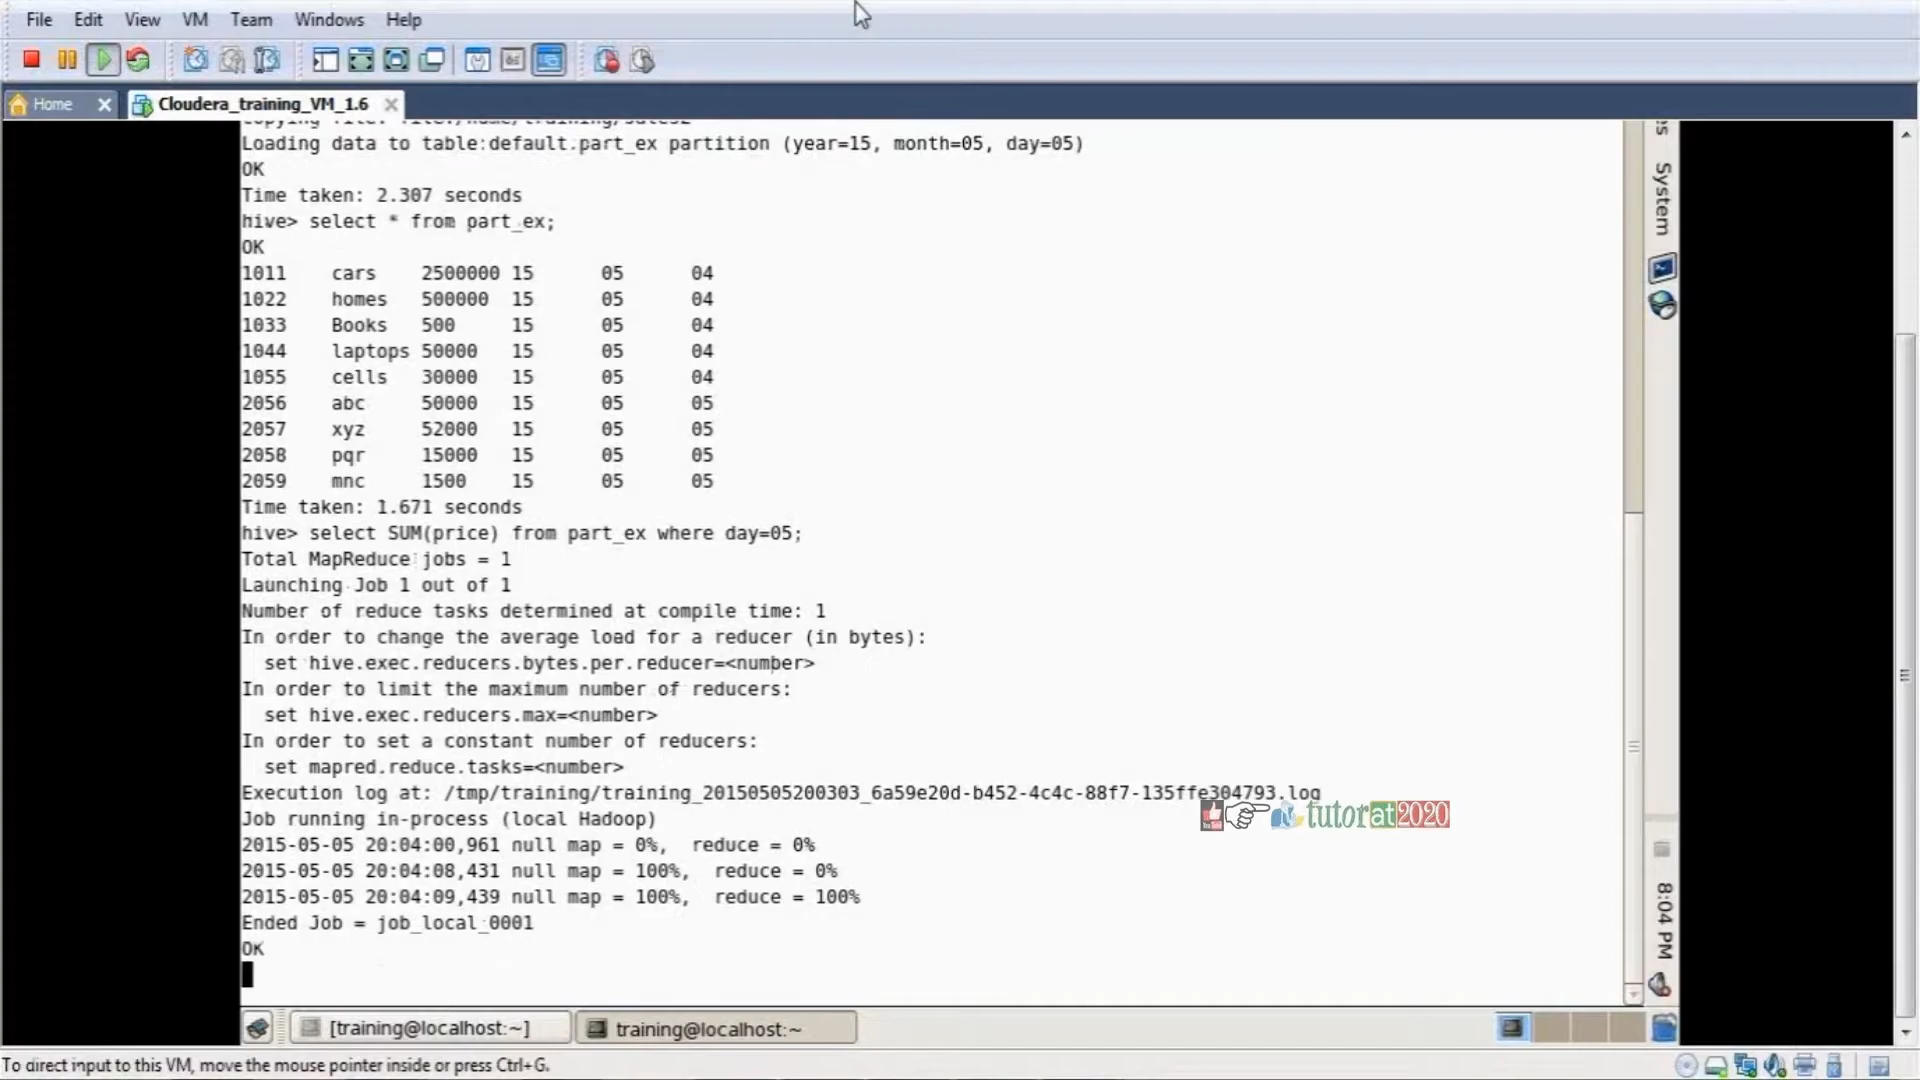 File Edit View VM Team Windows Help
Home Cloudera_training_VM_1.6
Loading data to table default.part_ex partition (year=15, month=05, day=05)
OK
Time taken: 2.307 seconds
hive> select * from part_ex;
OK
1011 cars 2500000 15 05 04
1022 homes 500000 15 05 04
1033 Books 500 15 05 04
1044 laptops 50000 15 05 04
1055 cells 30000 15 05 04
2056 abc 50000 15 05 05
2057 xyz 52000 15 05 05
2058 pqr 15000 15 05 05
2059 mnc 1500 15 05 05
Time taken: 1.671 seconds
hive> select SUM(price) from part_ex where day=05;
Total MapReduce jobs = 1
Launching Job 1 out of 1
Number of reduce tasks determined at compile time: 1
In order to change the average load for a reducer (in bytes):
set hive.exec.reducers.bytes.per.reducer=<number>
In order to limit the maximum number of reducers:
set hive.exec.reducers.max=<number>
In order to set a constant number of reducers:
set mapred.reduce.tasks=<number>
Execution log at: /tmp/training/training_20150505200303_6a59e20d-b452-4c4c-88f7-135ffe304793.log
Job running in-process (local Hadoop)
2015-05-05 20:04:00,961 null map = 0%, reduce = 0%
2015-05-05 20:04:08,431 null map = 100%, reduce = 0%
2015-05-05 20:04:09,439 null map = 100%, reduce = 100%
Ended Job = job_local_0001
OK
System
8:04 PM
tutorat2020
[training@localhost:~] training@localhost:~
To direct input to this VM, move the mouse pointer inside or press Ctrl+G.